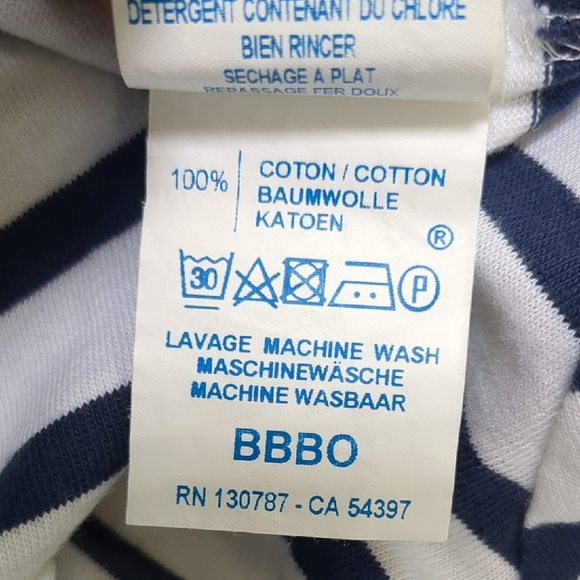 DETERGENT CONTENANT DU CHLORE
BIEN RINCER
SECHAGE A PLAT
REPASSAGE FER DOUX
100% COTON / COTTON
BAUMWOLLE
KATOEN
®
30 P
LAVAGE MACHINE WASH
MASCHINEWÄSCHE
MACHINE WASBAAR
BBBO
RN 130787 - CA 54397